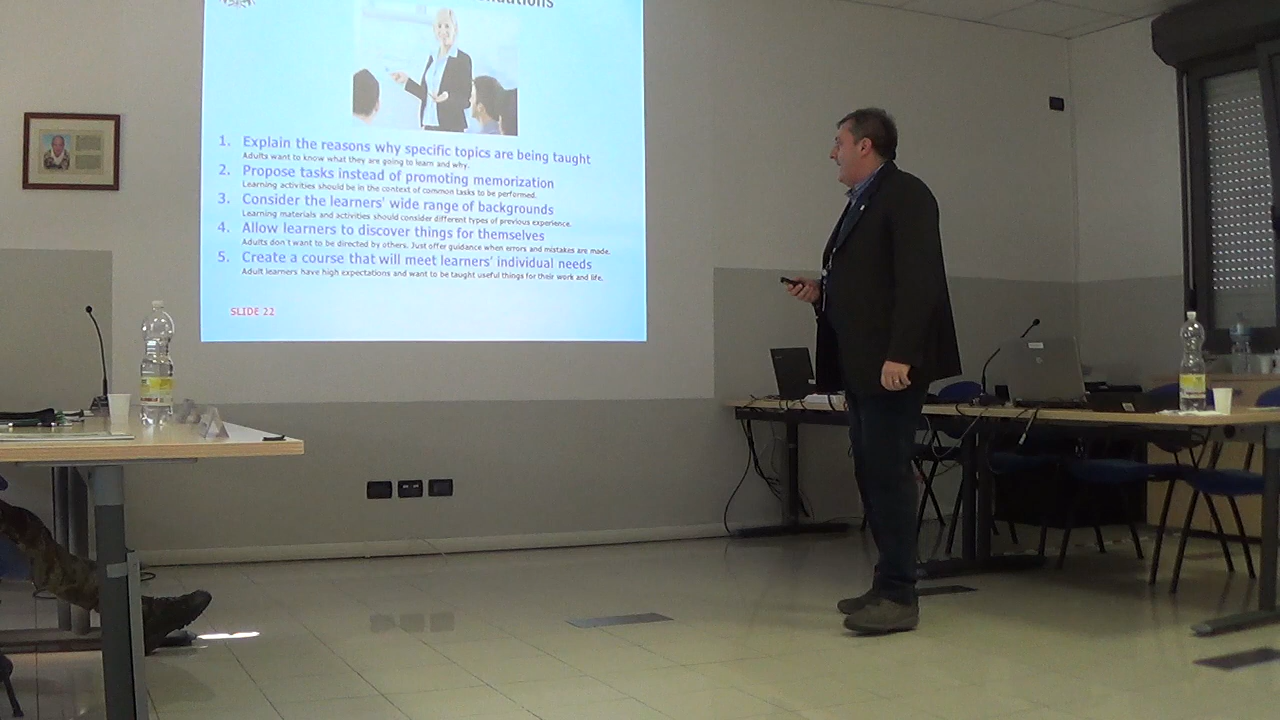 1. Explain the reasons why specific topics are being taught
Adults want to know what they are going to learn and why.
2. Propose tasks instead of promoting memorization
Learning activities should be in the context of common tasks to be performed.
3. Consider the learners' wide range of backgrounds
Learning materials and activities should consider different types of previous experience.
4. Allow learners to discover things for themselves
Adults don't want to be directed by others. Just offer guidance when errors and mistakes are made.
5. Create a course that will meet learners' individual needs
Adult learners have high expectations and want to be taught useful things for their work and life.
SLIDE 22